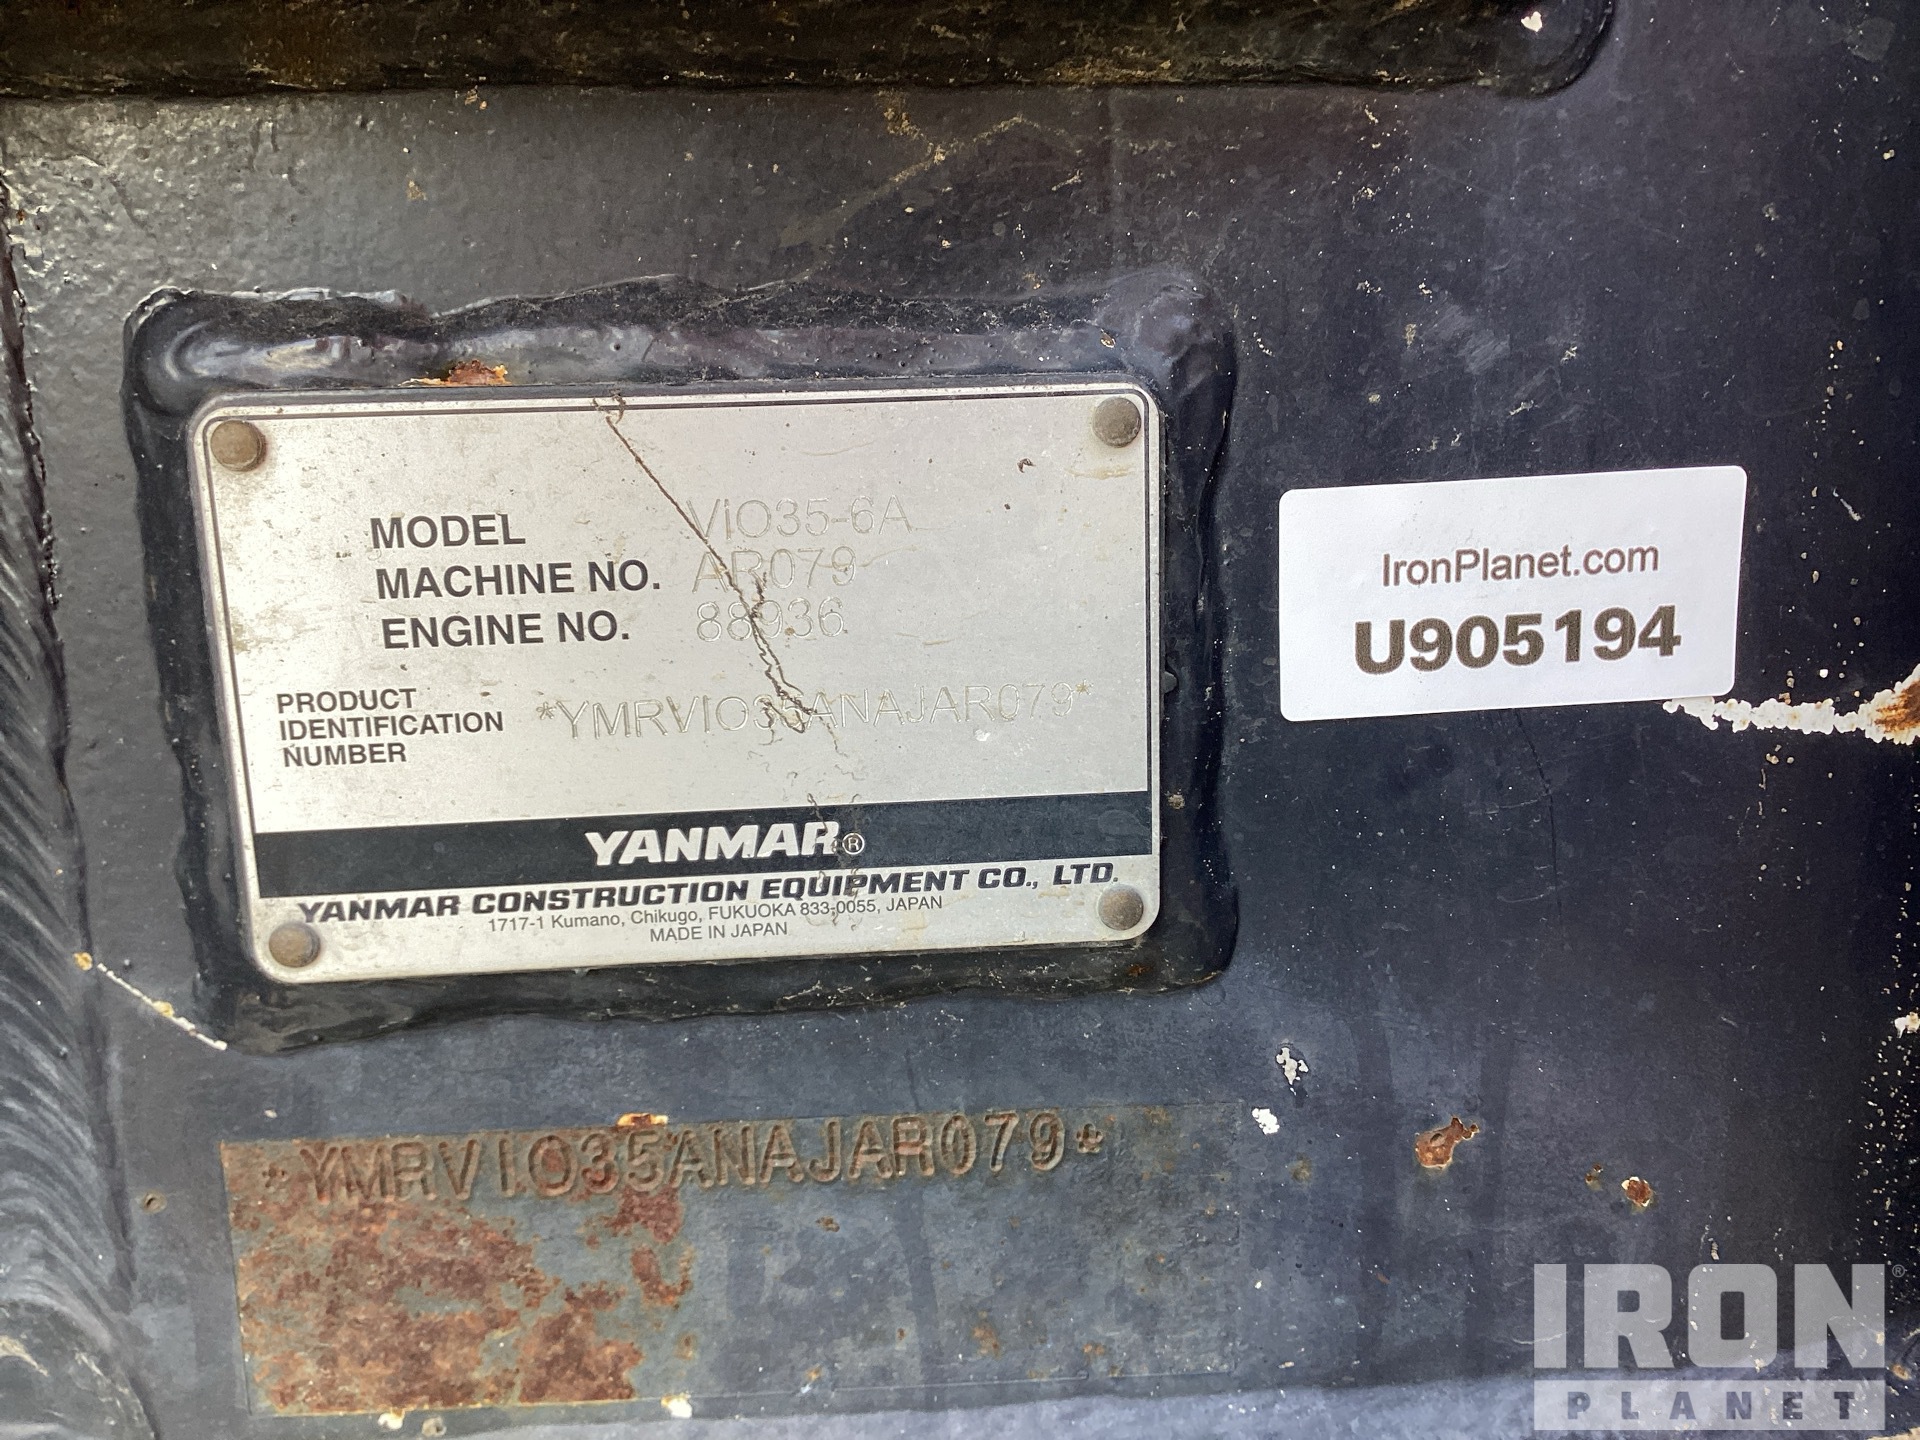 MODEL VIO35-6A
MACHINE NO. AR079
ENGINE NO. 88936
PRODUCT
IDENTIFICATION
NUMBER
*YMRVIO35ANAJAR079*
YANMAR®
YANMAR CONSTRUCTION EQUIPMENT CO., LTD.
1717-1 Kumano, Chikugo, FUKUOKA 833-0055, JAPAN
MADE IN JAPAN
IronPlanet.com
U905194
*YMRVIO35ANAJAR079*
IRON®
PLANET